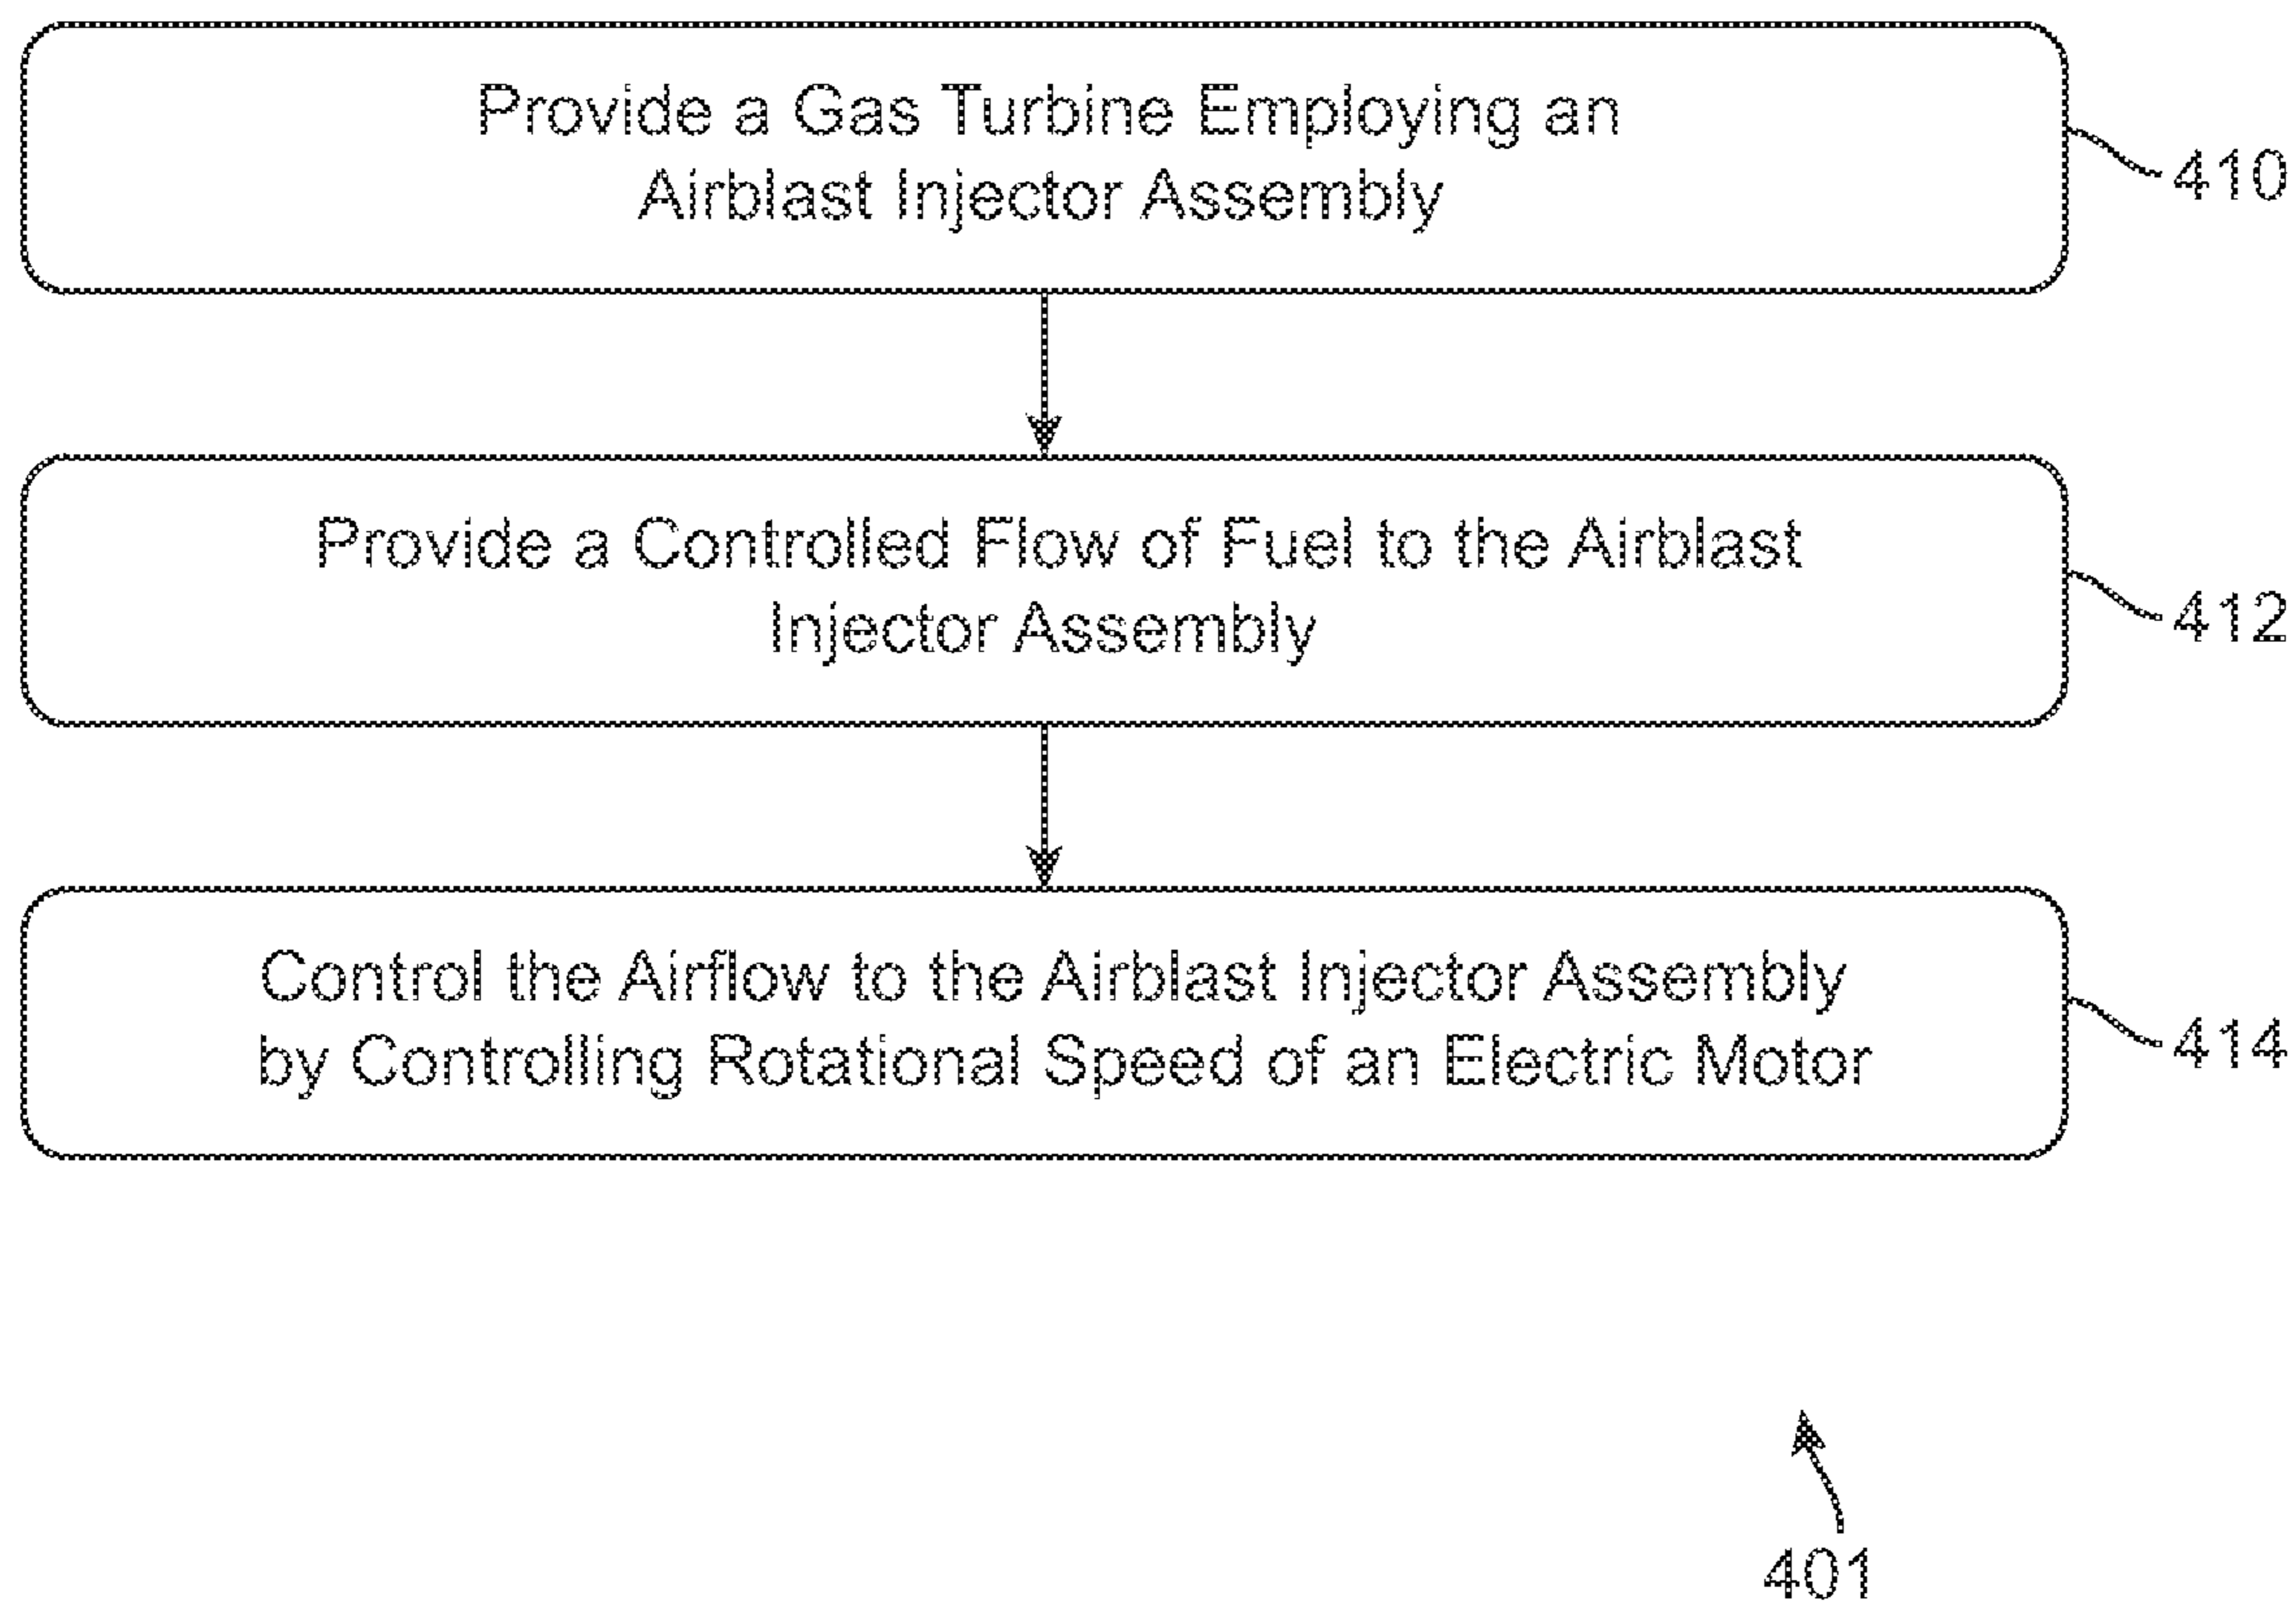 Provide a Gas Turbine Employing an
Airblast Injector Assembly
410
Provide a Controlled Flow of Fuel to the Airblast
Injector Assembly
412
Control the Airflow to the Airblast Injector Assembly
by Controlling Rotational Speed of an Electric Motor
414
401